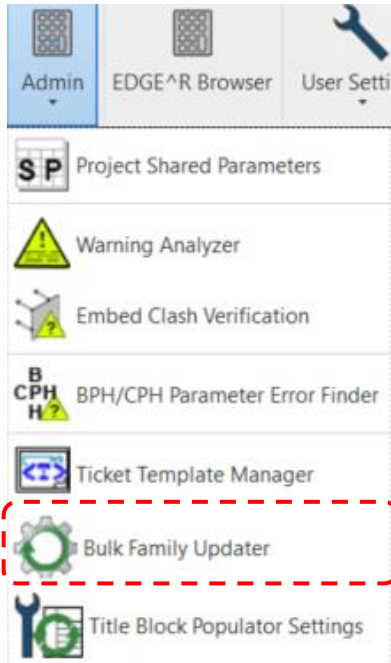 Admin
EDGE^R Browser
User Setti
S P
Project Shared Parameters
Warning Analyzer
Embed Clash Verification
B
CPH
H?
BPH/CPH Parameter Error Finder
<T>
Ticket Template Manager
Bulk Family Updater
Title Block Populator Settings